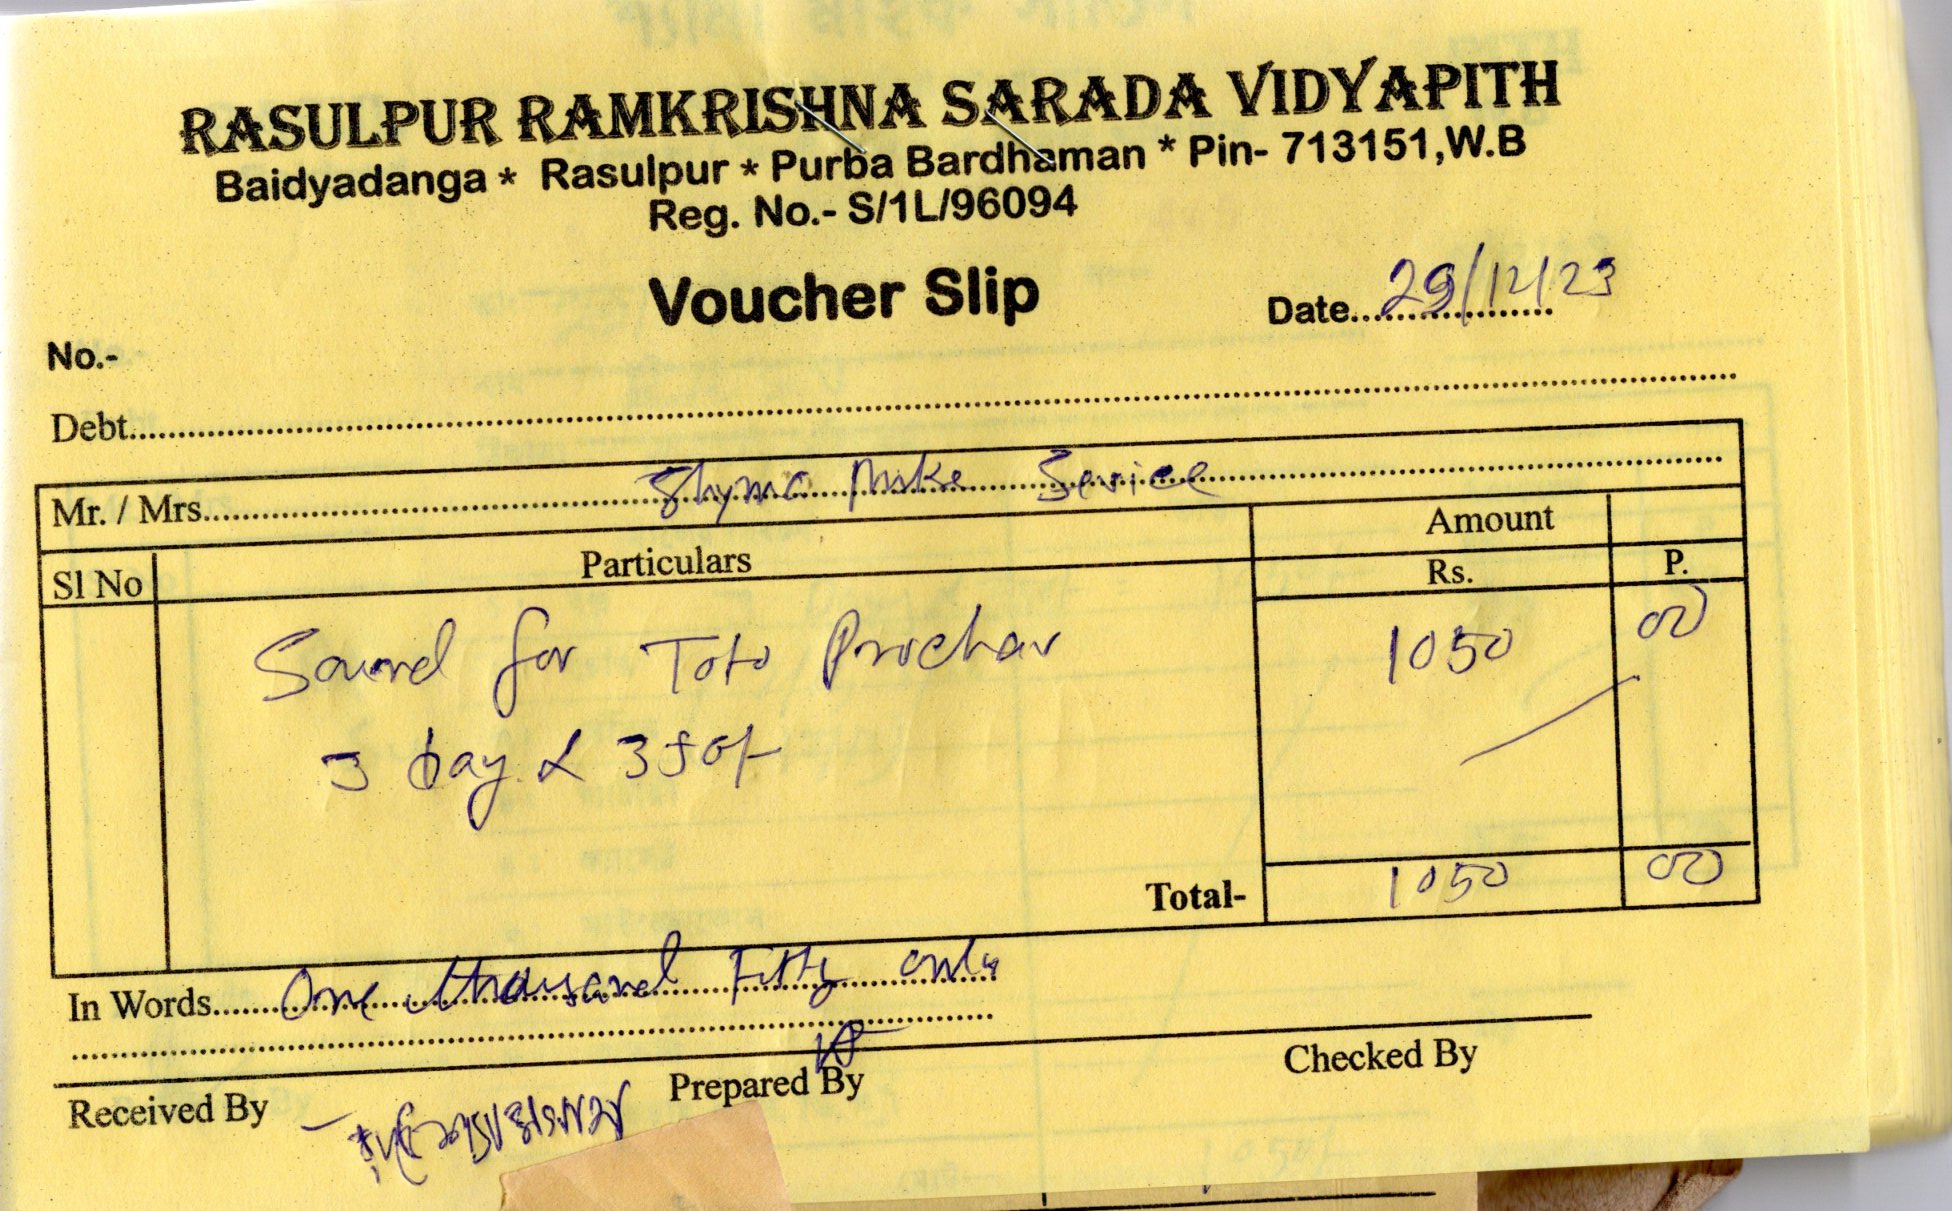 RASULPUR RAMKRISHNA SARADA VIDYAPITH
Baidyadanga * Rasulpur * Purba Bardhaman * Pin- 713151,W.B
Reg. No.- S/1L/96094
Voucher Slip
Date 29/12/23
No.-
Debt
Mr. / Mrs. Shyma Mike Sevice
Sl No Particulars Amount
Rs. P.
Sound for Toto Prochar 1050 00
3 Day x 350/-
Total- 1050 00
In Words One thousand Fifty only
Received By Prepared By Checked By